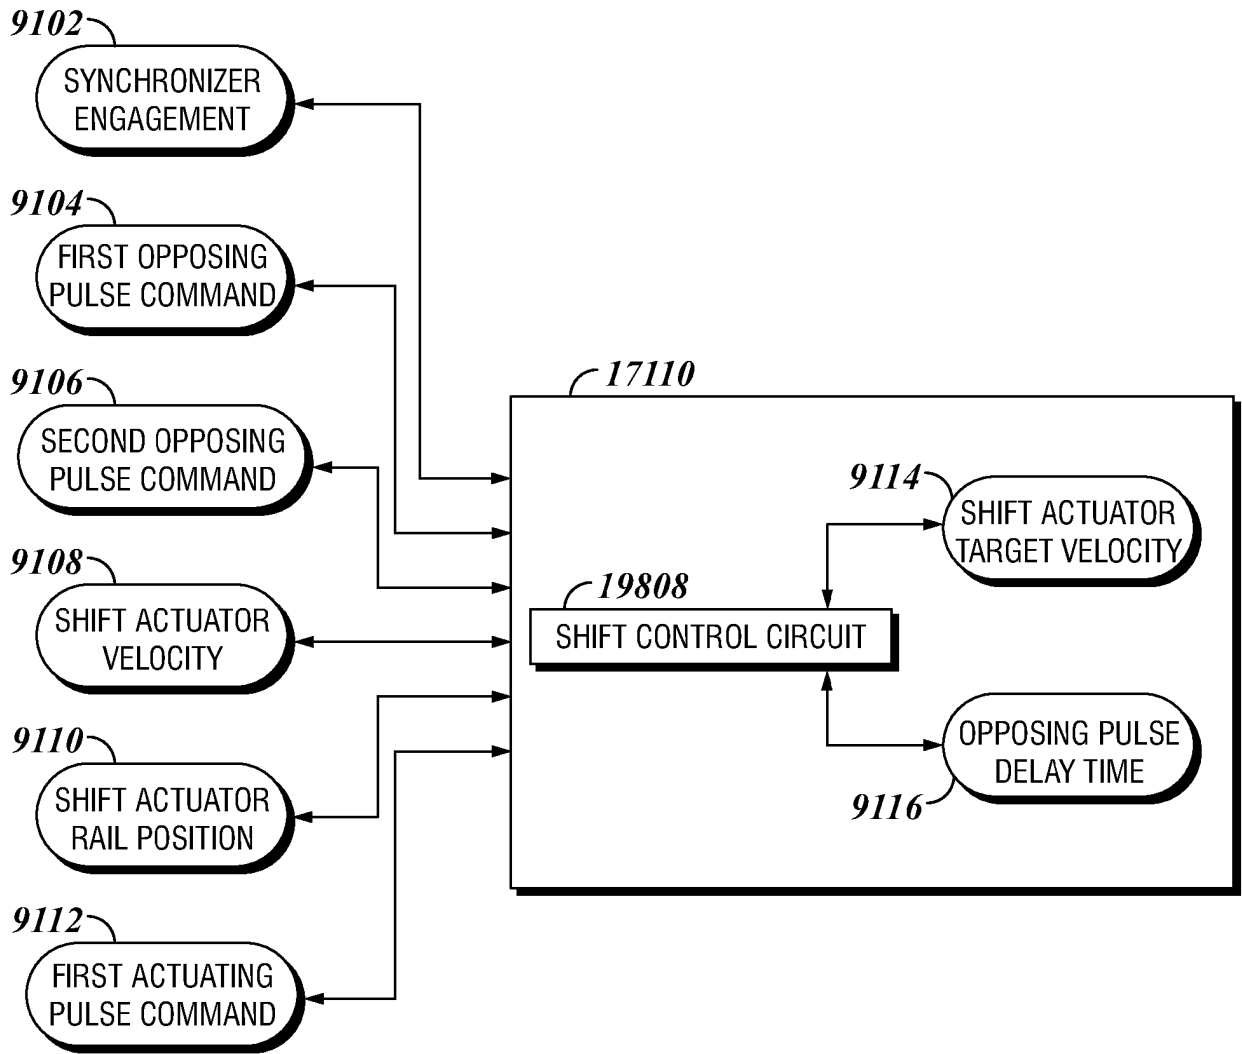 9102
SYNCHRONIZER
ENGAGEMENT
9104
FIRST OPPOSING
PULSE COMMAND
9106
SECOND OPPOSING
PULSE COMMAND
9108
SHIFT ACTUATOR
VELOCITY
9110
SHIFT ACTUATOR
RAIL POSITION
9112
FIRST ACTUATING
PULSE COMMAND
17110
9114
SHIFT ACTUATOR
TARGET VELOCITY
19808
SHIFT CONTROL CIRCUIT
OPPOSING PULSE
DELAY TIME
9116